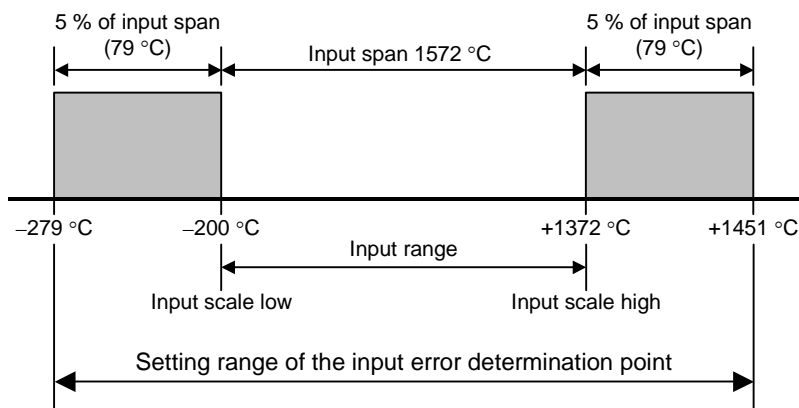 5 % of input span
(79 °C)
Input span 1572 °C
5 % of input span
(79 °C)
−279 °C
−200 °C
+1372 °C
+1451 °C
Input range
Input scale low
Input scale high
Setting range of the input error determination point